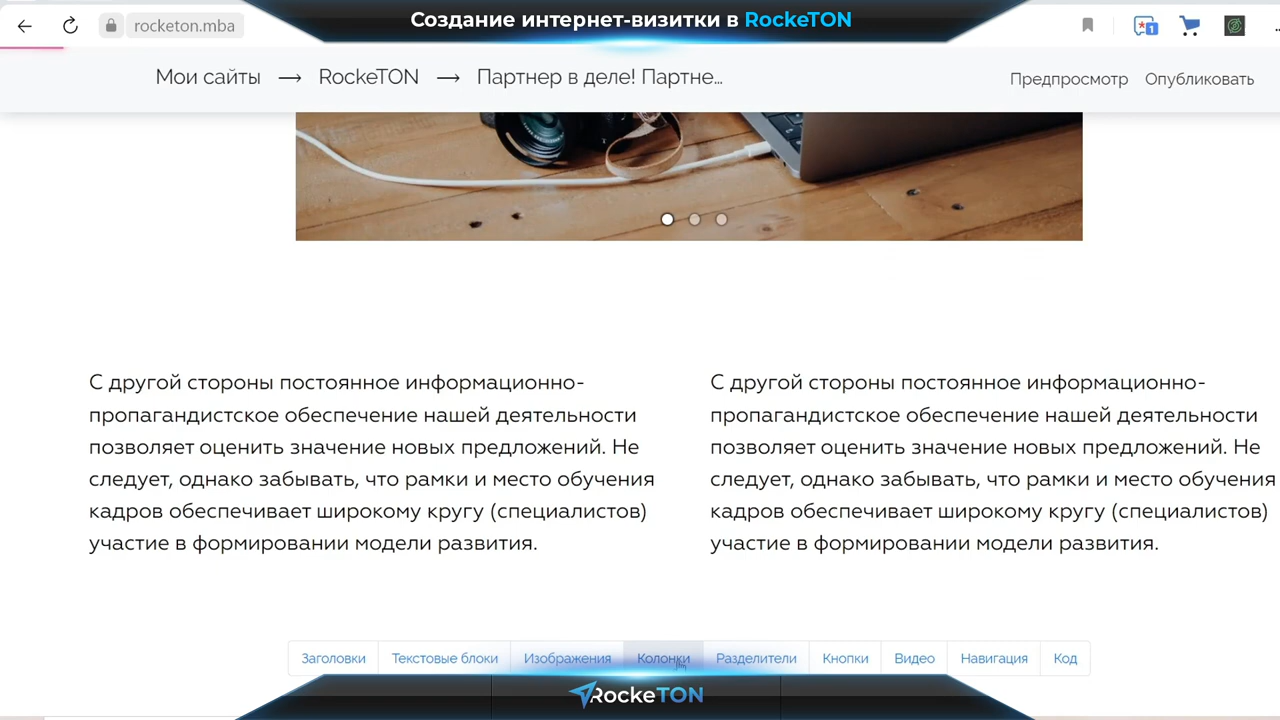 Создание интернет-визитки в RockeTON
rocketon.mba
1
Мои сайты → RockeTON → Партнер в деле! Партне...
Предпросмотр Опубликовать
С другой стороны постоянное информационно-
пропагандистское обеспечение нашей деятельности
позволяет оценить значение новых предложений. Не
следует, однако забывать, что рамки и место обучения
кадров обеспечивает широкому кругу (специалистов)
участие в формировании модели развития.
С другой стороны постоянное информационно-
пропагандистское обеспечение нашей деятельности
позволяет оценить значение новых предложений. Не
следует, однако забывать, что рамки и место обучения
кадров обеспечивает широкому кругу (специалистов)
участие в формировании модели развития.
Заголовки Текстовые блоки Изображения Колонки Разделители Кнопки Видео Навигация Код
RockeTON